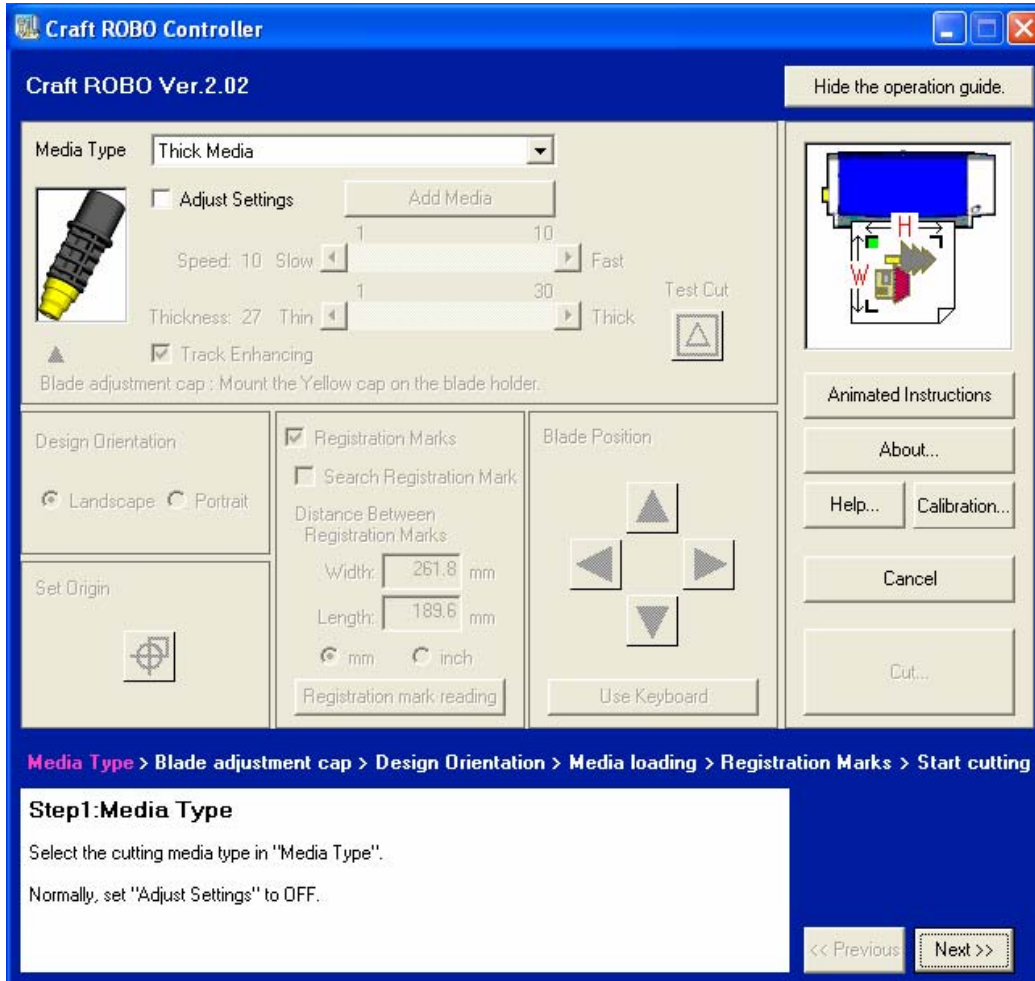 Craft ROBO Controller
Craft ROBO Ver.2.02
Hide the operation guide.
Media Type
Thick Media
Adjust Settings
Add Media
1 10
Speed: 10 Slow Fast
1 30
Thickness: 27 Thin Thick
Test Cut
Track Enhancing
Blade adjustment cap : Mount the Yellow cap on the blade holder.
H
W
Animated Instructions
About...
Help... Calibration...
Cancel
Cut...
Design Orientation
Landscape Portrait
Set Origin
Registration Marks
Search Registration Mark
Distance Between
Registration Marks
Width: 261.8 mm
Length: 189.6 mm
mm inch
Registration mark reading
Blade Position
Use Keyboard
Media Type > Blade adjustment cap > Design Orientation > Media loading > Registration Marks > Start cutting
Step1:Media Type
Select the cutting media type in "Media Type".
Normally, set "Adjust Settings" to OFF.
<< Previous Next >>